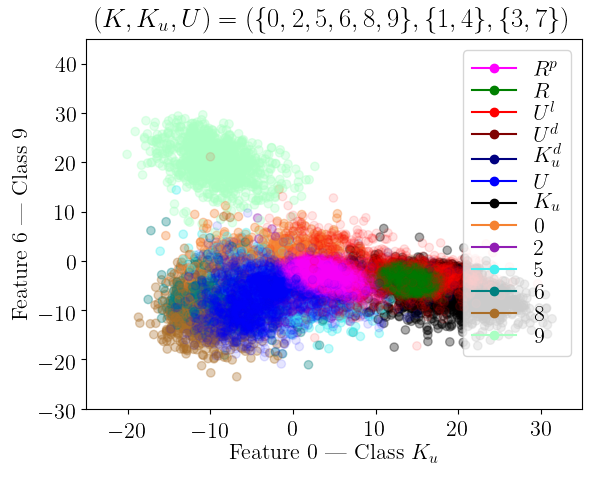 (K, K_u, U) = ({0, 2, 5, 6, 8, 9}, {1, 4}, {3, 7})
40
30
20
10
0
−10
−20
−30
Feature 6 — Class 9
−20 −10 0 10 20 30
Feature 0 — Class K_u
R^p
R
U^l
U^d
K_u^d
U
K_u
0
2
5
6
8
9